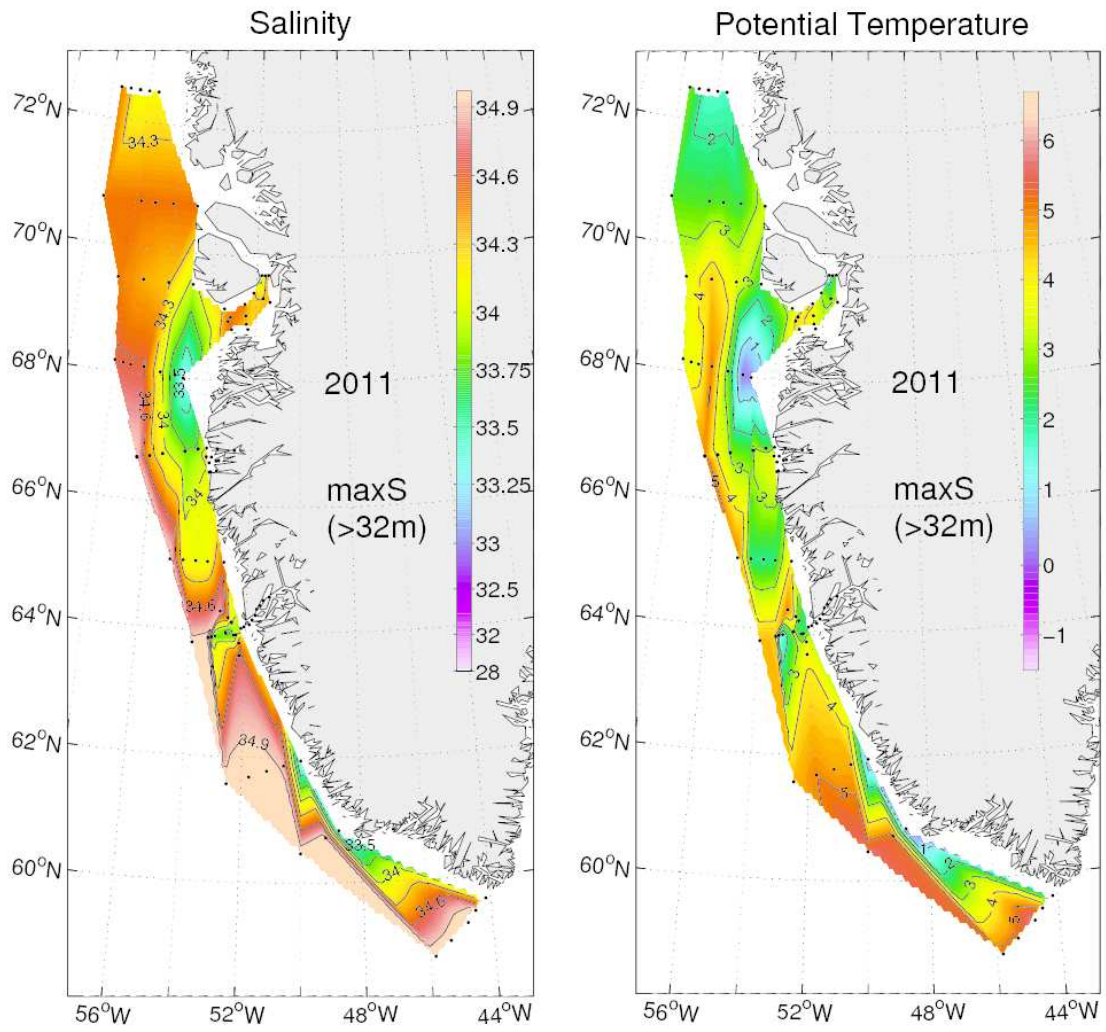 Salinity
Potential Temperature
72°N
70°N
68°N
66°N
64°N
62°N
60°N
56°W
52°W
48°W
44°W
34.9
34.6
34.3
34
33.75
33.5
33.25
33
32.5
32
28
2011
maxS
(>32m)
34.3
34.3
33.5
34.6
34
34
34.6
34.9
33.5
34
34.6
72°N
70°N
68°N
66°N
64°N
62°N
60°N
56°W
52°W
48°W
44°W
6
5
4
3
2
1
0
−1
2011
maxS
(>32m)
2
3
3
4
2
1
3
5
4
3
3
4
5
1
2
3
4
5